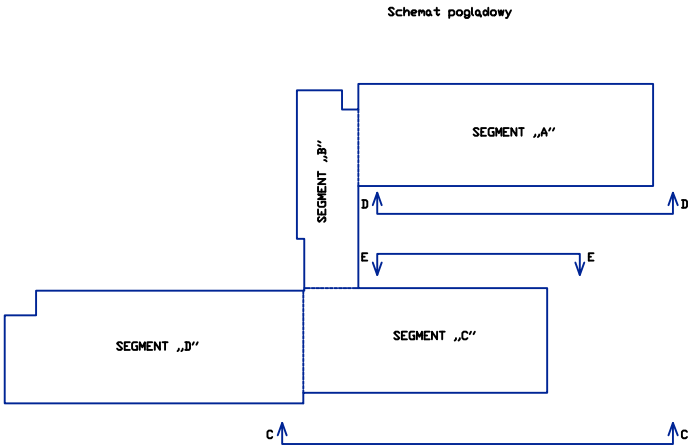 Schemat poglądowy
SEGMENT „A”
SEGMENT „B”
D D
E E
SEGMENT „C”
SEGMENT „D”
C C